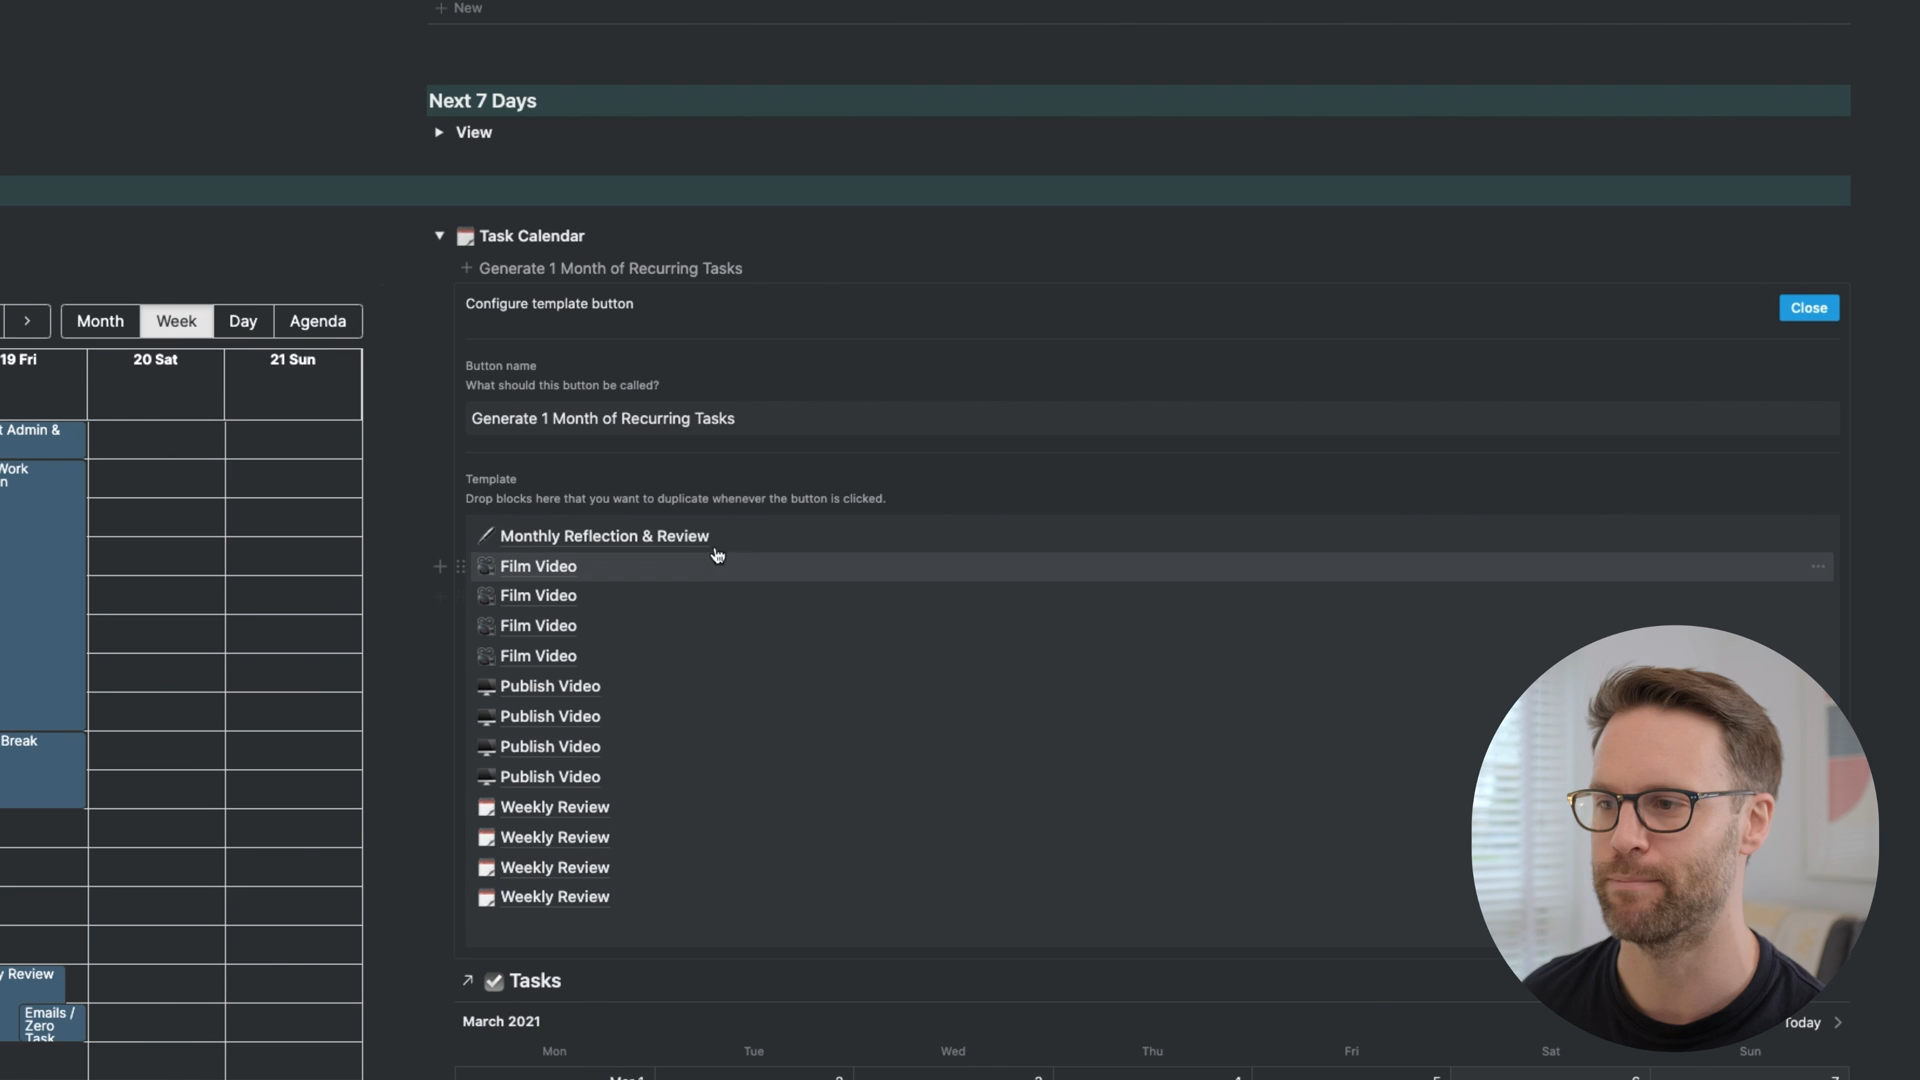 New
Next 7 Days
View
Task Calendar
Generate 1 Month of Recurring Tasks
Configure template button
Close
Month
Week
Day
Agenda
19 Fri
20 Sat
21 Sun
Button name
What should this button be called?
Generate 1 Month of Recurring Tasks
t Admin &
Work
n
Template
Drop blocks here that you want to duplicate whenever the button is clicked.
Monthly Reflection & Review
Film Video
Film Video
Film Video
Film Video
Publish Video
Publish Video
Publish Video
Publish Video
Weekly Review
Weekly Review
Weekly Review
Weekly Review
Break
y Review
Emails /
Zero
Task
Tasks
March 2021
Today
Mon
Tue
Wed
Thu
Fri
Sat
Sun